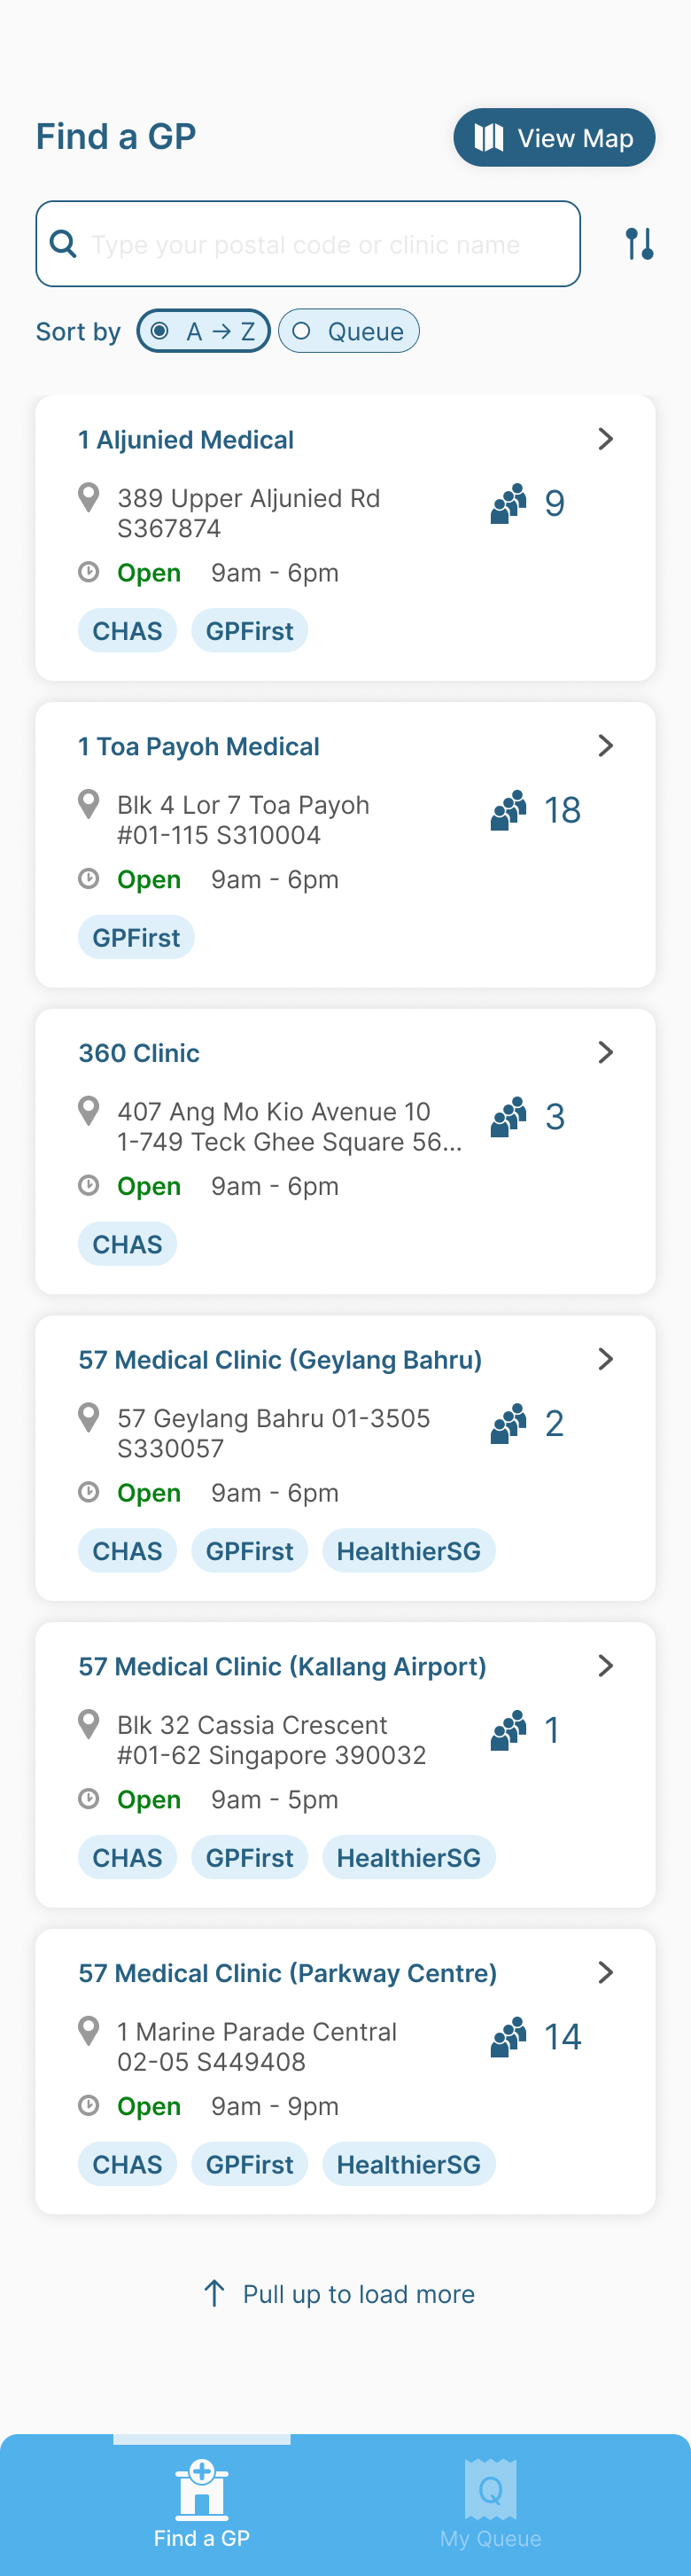 Find a GP
View Map
Type your postal code or clinic name
Sort by
A → Z
Queue
1 Aljunied Medical
389 Upper Aljunied Rd
S367874
9
Open 9am - 6pm
CHAS GPFirst
1 Toa Payoh Medical
Blk 4 Lor 7 Toa Payoh
#01-115 S310004
18
Open 9am - 6pm
GPFirst
360 Clinic
407 Ang Mo Kio Avenue 10
1-749 Teck Ghee Square 56...
3
Open 9am - 6pm
CHAS
57 Medical Clinic (Geylang Bahru)
57 Geylang Bahru 01-3505
S330057
2
Open 9am - 6pm
CHAS GPFirst HealthierSG
57 Medical Clinic (Kallang Airport)
Blk 32 Cassia Crescent
#01-62 Singapore 390032
1
Open 9am - 5pm
CHAS GPFirst HealthierSG
57 Medical Clinic (Parkway Centre)
1 Marine Parade Central
02-05 S449408
14
Open 9am - 9pm
CHAS GPFirst HealthierSG
↑ Pull up to load more
Find a GP
Q
My Queue